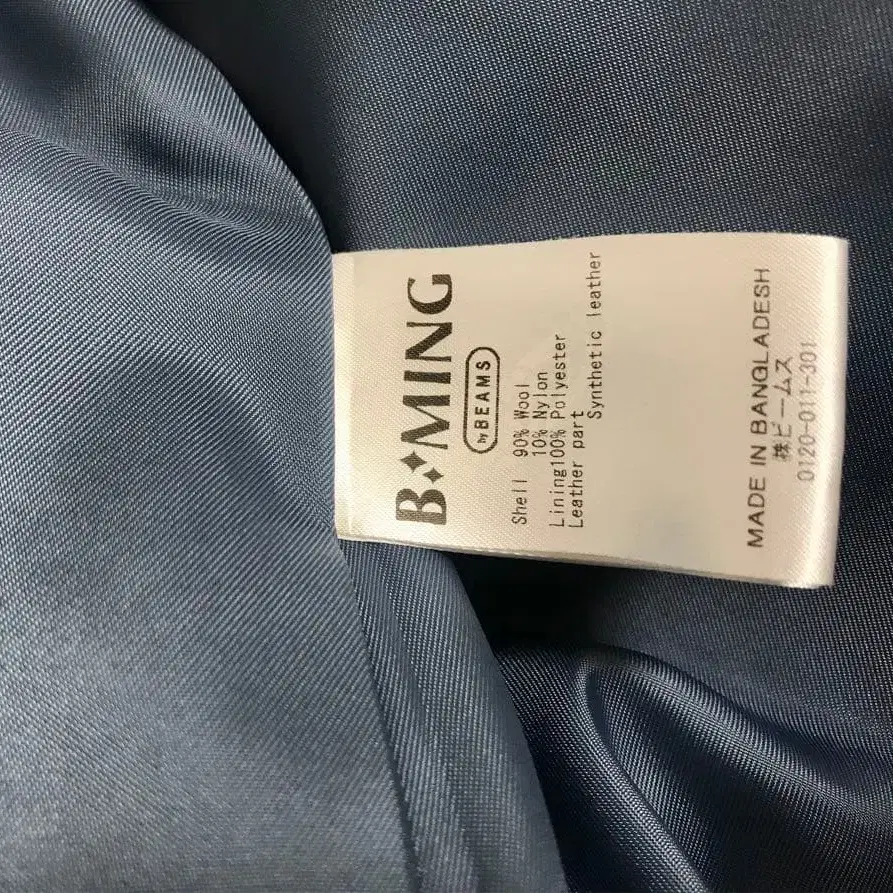 B MING
by BEAMS
Shell 90% Wool
10% Nylon
Lining100% Polyester
Leather part
Synthetic leather
MADE IN BANGLADESH
㈱ビームス
0120-011-301